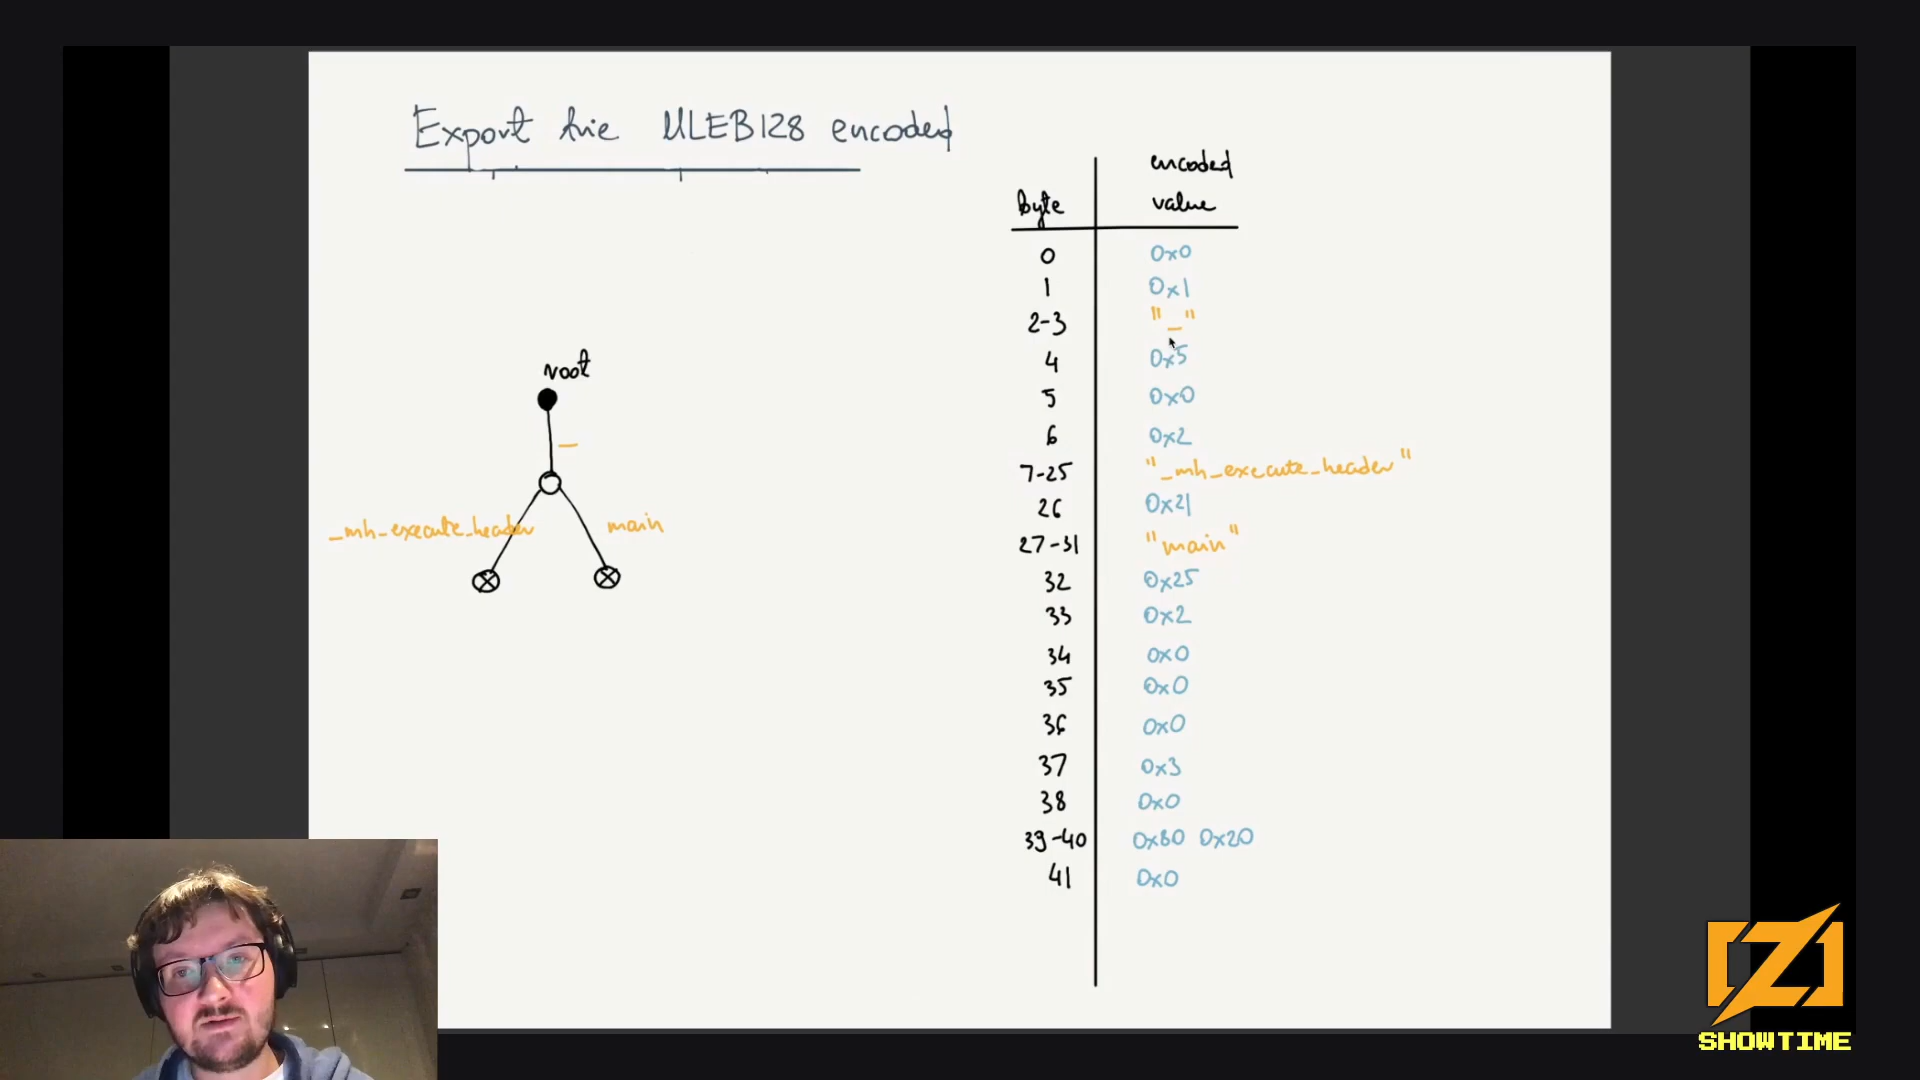 Export trie ULEB128 encoded
root
_
_mh_execute_header
main
byte encoded value
0 0x0
1 0x1
2-3 "_"
4 0x5
5 0x0
6 0x2
7-25 "_mh_execute_header"
26 0x21
27-31 "main"
32 0x25
33 0x2
34 0x0
35 0x0
36 0x0
37 0x3
38 0x0
39-40 0x80 0x20
41 0x0
Z
SHOWTIME